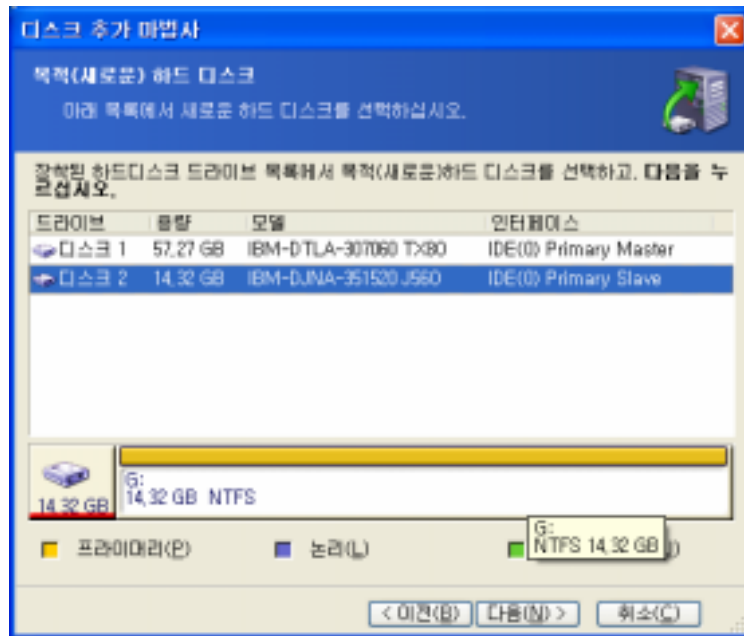 디스크 추가 마법사
목적(새로운) 하드 디스크
아래 목록에서 새로운 하드 디스크를 선택하십시오.
장착된 하드디스크 드라이브 목록에서 목적(새로운)하드 디스크를 선택하고, 다음을 누
르십시오.
드라이브 용량 모델 인터페이스
디스크 1 57,27 GB IBM-DTLA-307060 TX80 IDE(0) Primary Master
디스크 2 14,32 GB IBM-DJNA-351520 J560 IDE(0) Primary Slave
14,32 GB
G:
14,32 GB NTFS
G:
NTFS 14,32 GB
프라이머리(P) 논리(L)
< 이전(B) 다음(N) > 취소(C)